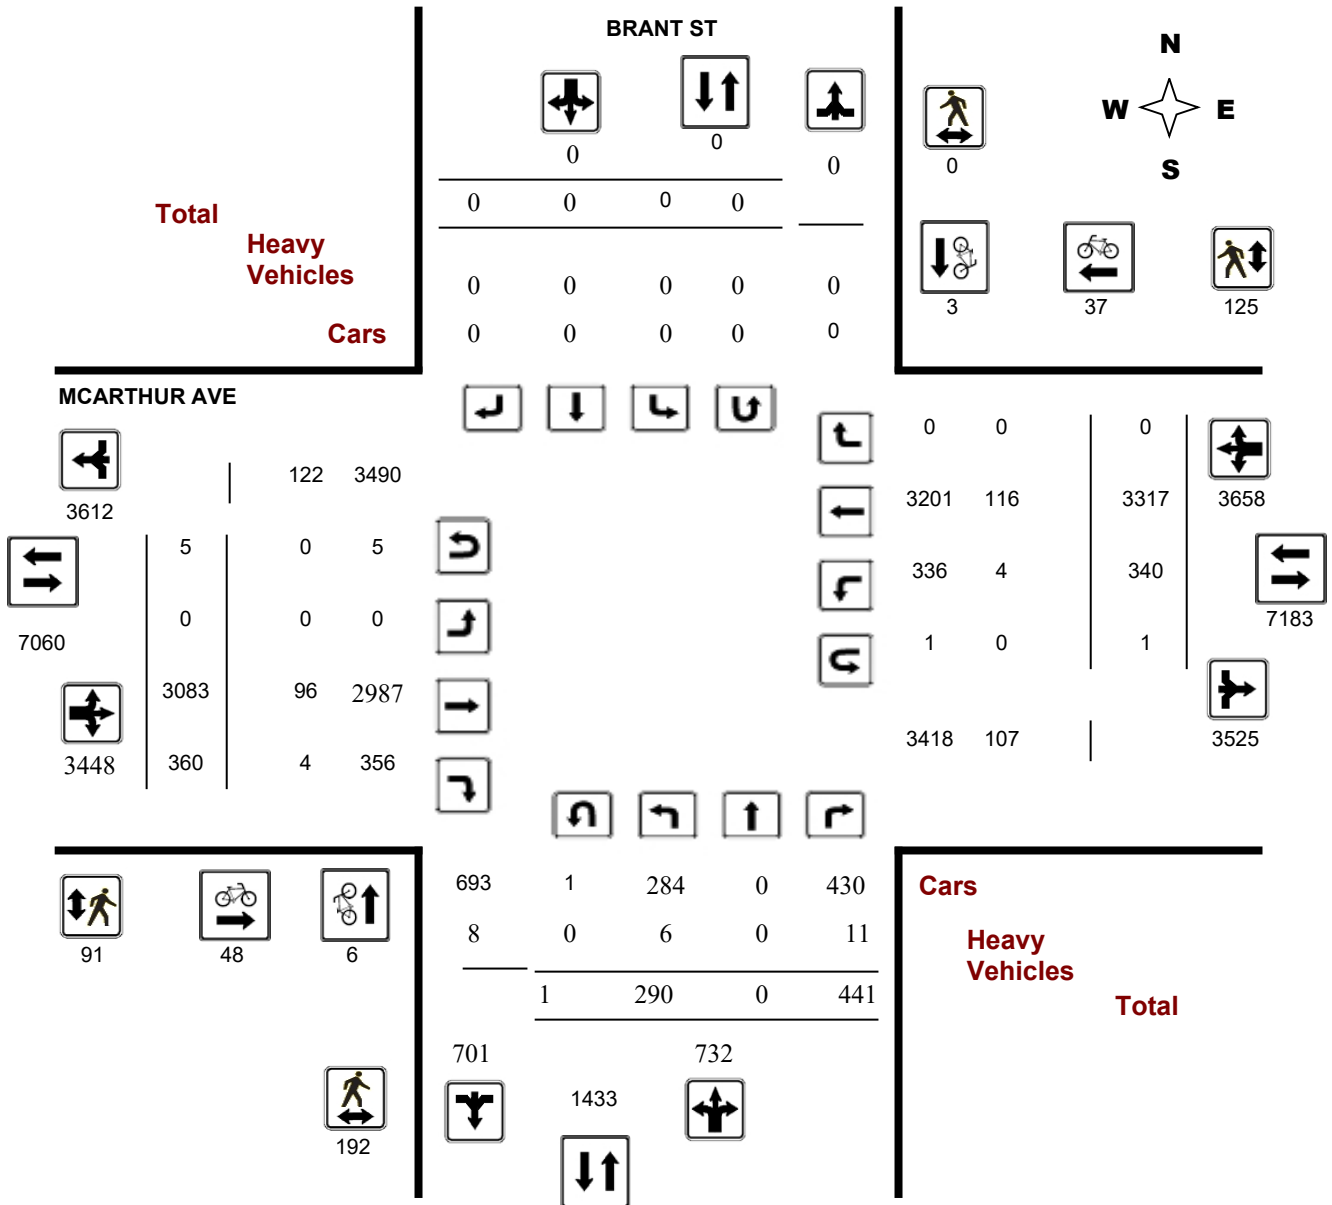 BRANT ST
N
W E
S
0 0 0 0
Total 0 0 0 0
Heavy
Vehicles
0 0 0 0 0
3 37 125
Cars 0 0 0 0 0
MCARTHUR AVE
0 0 0
122 3490
3612
3201 116 3317 3658
5 0 5
336 4 340
0 0 0
7060
7183
1 0 1
3083 96 2987
3418 107 3525
3448 360 4 356
693 1 284 0 430 Cars
8 0 6 0 11 Heavy
Vehicles
91 48 6
1 290 0 441 Total
701 732
1433
192